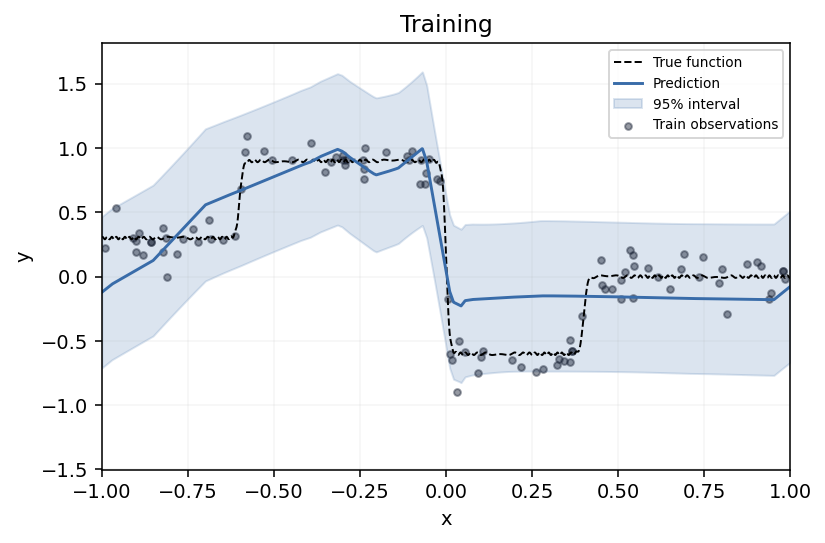 Training
1.5
1.0
0.5
0.0
−0.5
−1.0
−1.5
y
−1.00 −0.75 −0.50 −0.25 0.00 0.25 0.50 0.75 1.00
x
True function
Prediction
95% interval
Train observations